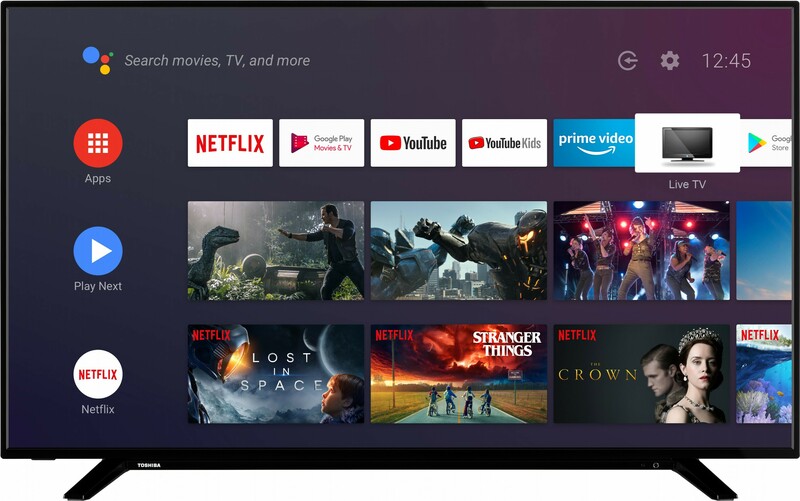 Search movies, TV, and more
12:45
NETFLIX
Google Play
Movies & TV
YouTube
YouTube Kids
prime video
Google
Store
Apps
Live TV
Play Next
NETFLIX
LOST
IN
SPACE
NETFLIX
STRANGER
THINGS
NETFLIX
THE
CROWN
NETFLIX
NETFLIX
Netflix
TOSHIBA